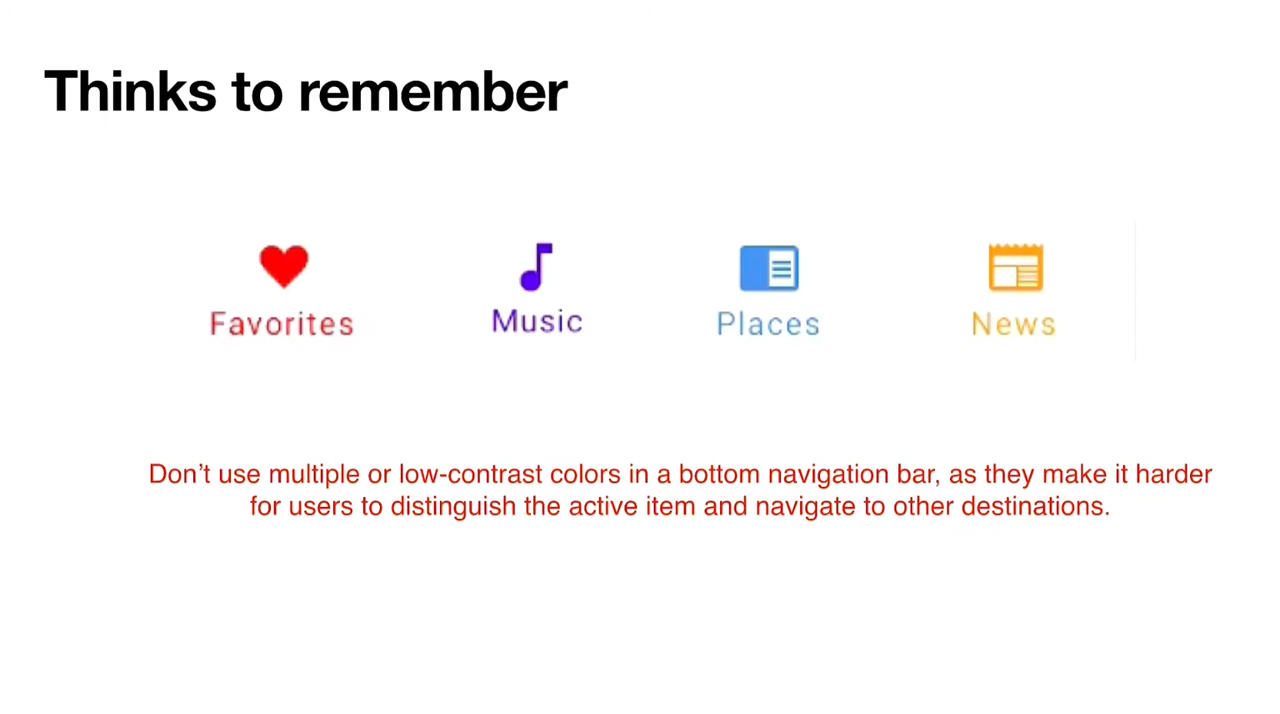 Thinks to remember
Favorites Music Places News
Don't use multiple or low-contrast colors in a bottom navigation bar, as they make it harder
for users to distinguish the active item and navigate to other destinations.